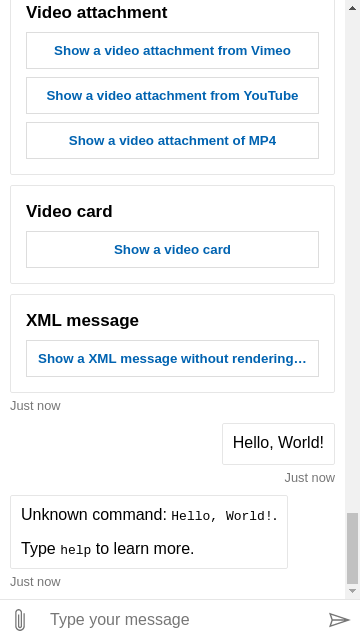 Video attachment
Show a video attachment from Vimeo
Show a video attachment from YouTube
Show a video attachment of MP4
Video card
Show a video card
XML message
Show a XML message without rendering…
Just now
Hello, World!
Just now
Unknown command: Hello, World!.
Type help to learn more.
Just now
Type your message